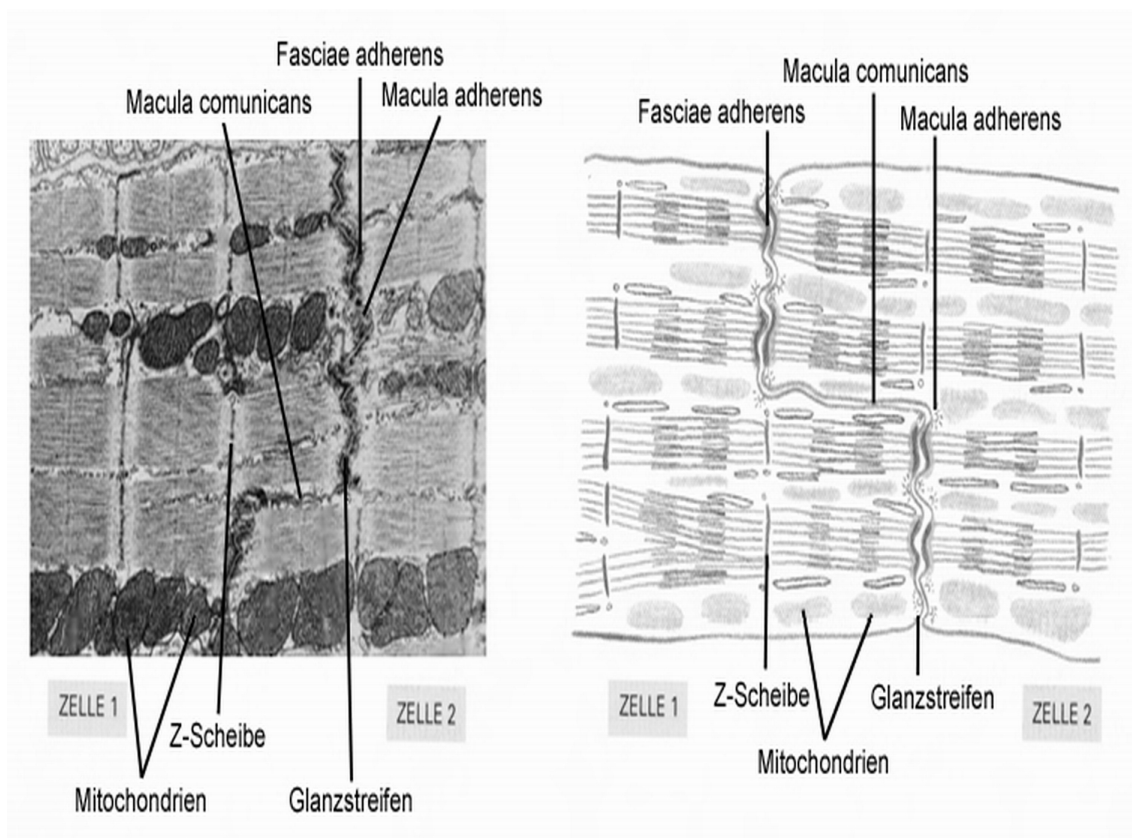 Fasciae adherens
Macula comunicans
Macula adherens
ZELLE 1
ZELLE 2
Z-Scheibe
Mitochondrien
Glanzstreifen
Macula comunicans
Fasciae adherens
Macula adherens
ZELLE 1
Z-Scheibe
Glanzstreifen
ZELLE 2
Mitochondrien